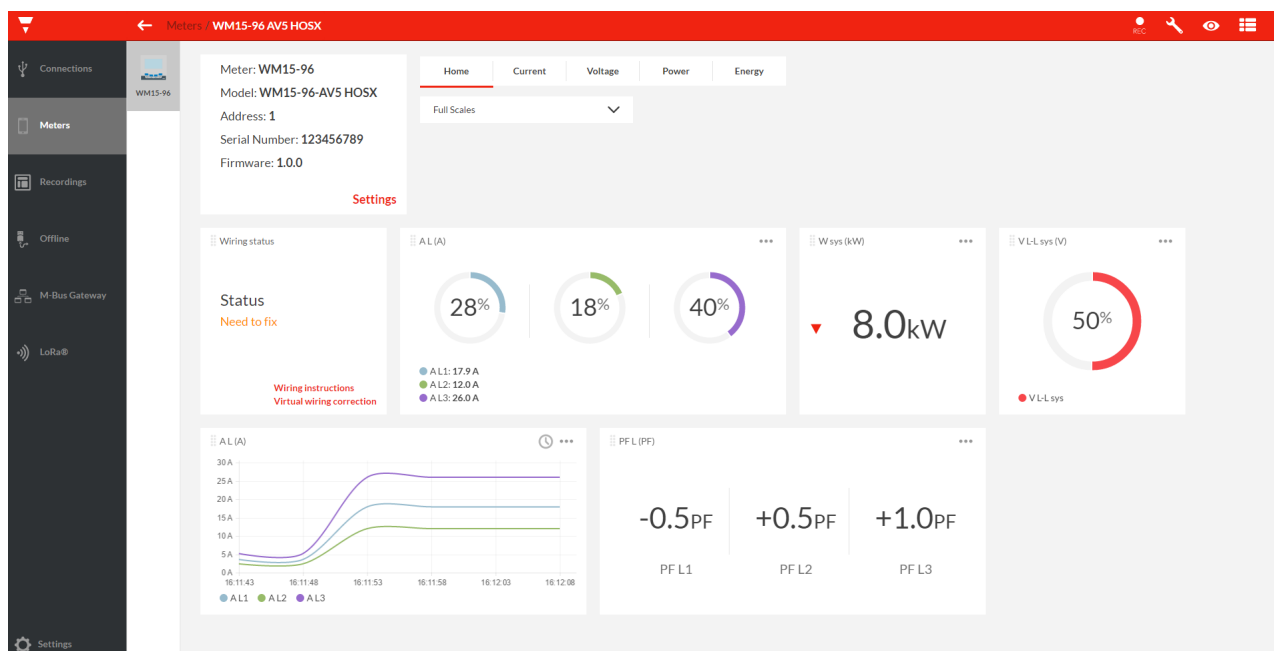 Meters / WM15-96 AV5 HOSX
REC
Connections
Meters
Recordings
Offline
M-Bus Gateway
LoRa®
Settings
WM15-96
Meter: WM15-96
Model: WM15-96-AV5 HOSX
Address: 1
Serial Number: 123456789
Firmware: 1.0.0
Settings
Home Current Voltage Power Energy
Full Scales
Wiring status
Status
Need to fix
Wiring instructions
Virtual wiring correction
A L (A)
28% 18% 40%
A L1: 17.9 A
A L2: 12.0 A
A L3: 26.0 A
W sys (kW)
8.0kW
V L-L sys (V)
50%
V L-L sys
A L (A)
30 A
25 A
20 A
15 A
10 A
5 A
0 A
16:11:43 16:11:48 16:11:53 16:11:58 16:12:03 16:12:08
A L1 A L2 A L3
PF L (PF)
-0.5PF +0.5PF +1.0PF
PF L1 PF L2 PF L3